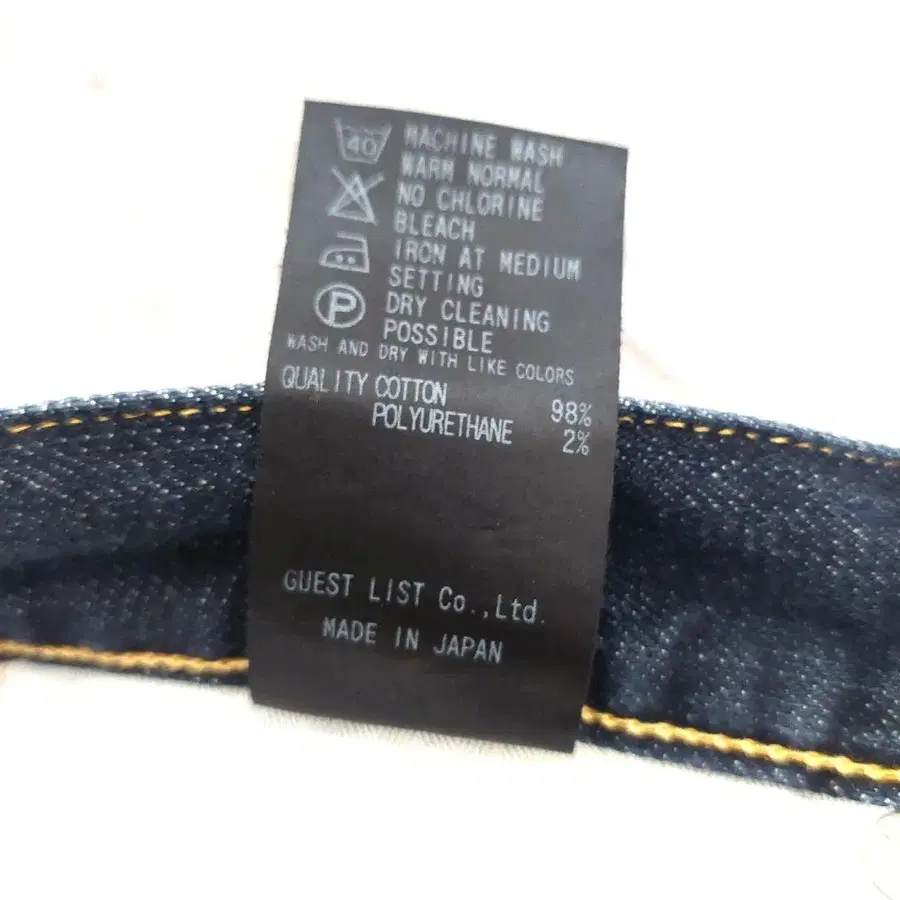 40 MACHINE WASH
WARM NORMAL
NO CHLORINE
BLEACH
IRON AT MEDIUM
SETTING
P DRY CLEANING
POSSIBLE
WASH AND DRY WITH LIKE COLORS
QUALITY COTTON 98%
POLYURETHANE 2%
GUEST LIST Co.,Ltd.
MADE IN JAPAN